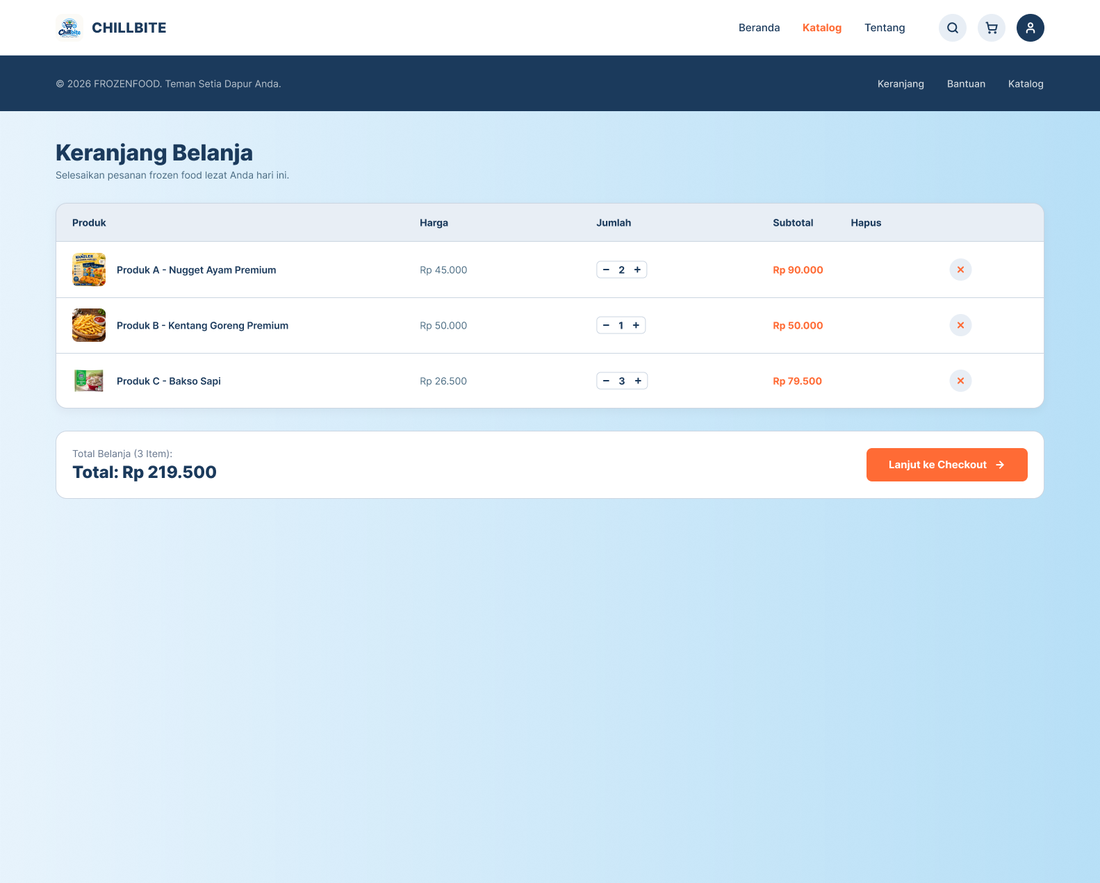 CHILLBITE
Beranda Katalog Tentang
© 2026 FROZENFOOD. Teman Setia Dapur Anda.
Keranjang Bantuan Katalog
Keranjang Belanja
Selesaikan pesanan frozen food lezat Anda hari ini.
Produk Harga Jumlah Subtotal Hapus
Produk A - Nugget Ayam Premium Rp 45.000 − 2 + Rp 90.000 ×
Produk B - Kentang Goreng Premium Rp 50.000 − 1 + Rp 50.000 ×
Produk C - Bakso Sapi Rp 26.500 − 3 + Rp 79.500 ×
Total Belanja (3 Item):
Total: Rp 219.500
Lanjut ke Checkout →